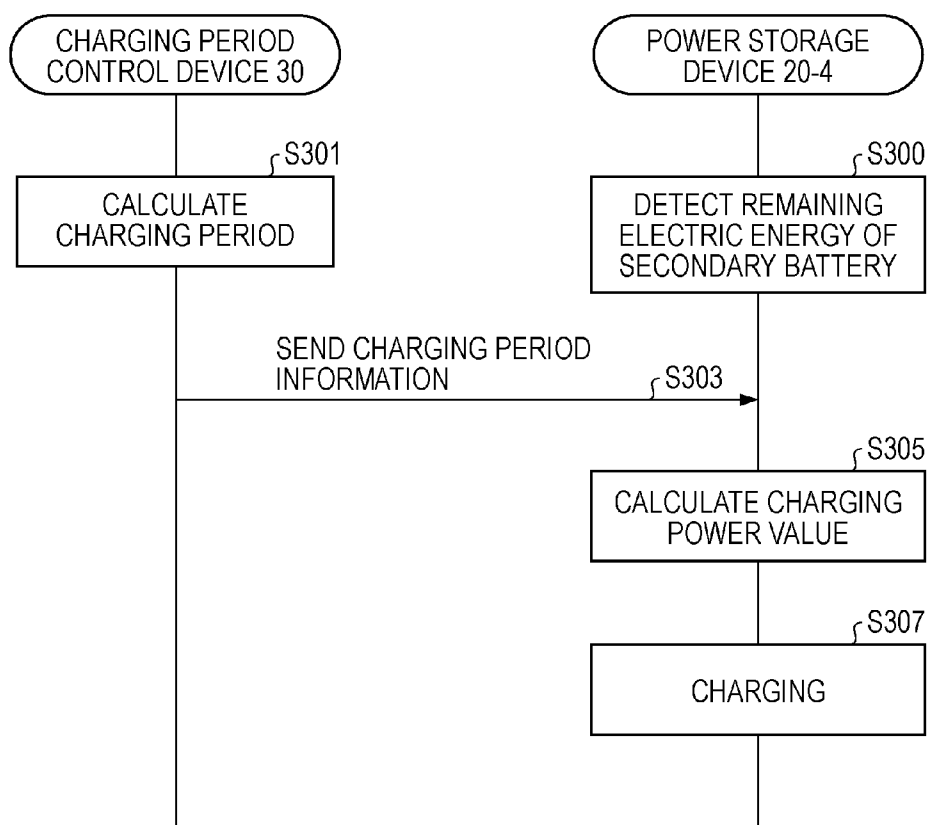 CHARGING PERIOD
CONTROL DEVICE 30
POWER STORAGE
DEVICE 20-4
S301
CALCULATE
CHARGING PERIOD
S300
DETECT REMAINING
ELECTRIC ENERGY OF
SECONDARY BATTERY
SEND CHARGING PERIOD
INFORMATION
S303
S305
CALCULATE CHARGING
POWER VALUE
S307
CHARGING